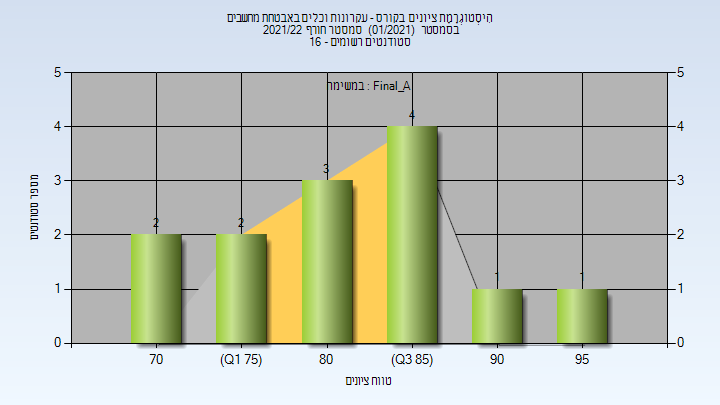 היסטוגרמת ציונים בקורס - עקרונות וכלים באבטחת מחשבים
בסמסטר (01/2021) סמסטר חורף 2021/22
סטודנטים רשומים - 16
במשימה : Final_A
מספר סטודנטים
5 5
4 4
3 3
2 2
1 1
0 0
2 2 3 4 1 1
70 (Q1 75) 80 (Q3 85) 90 95
טווח ציונים